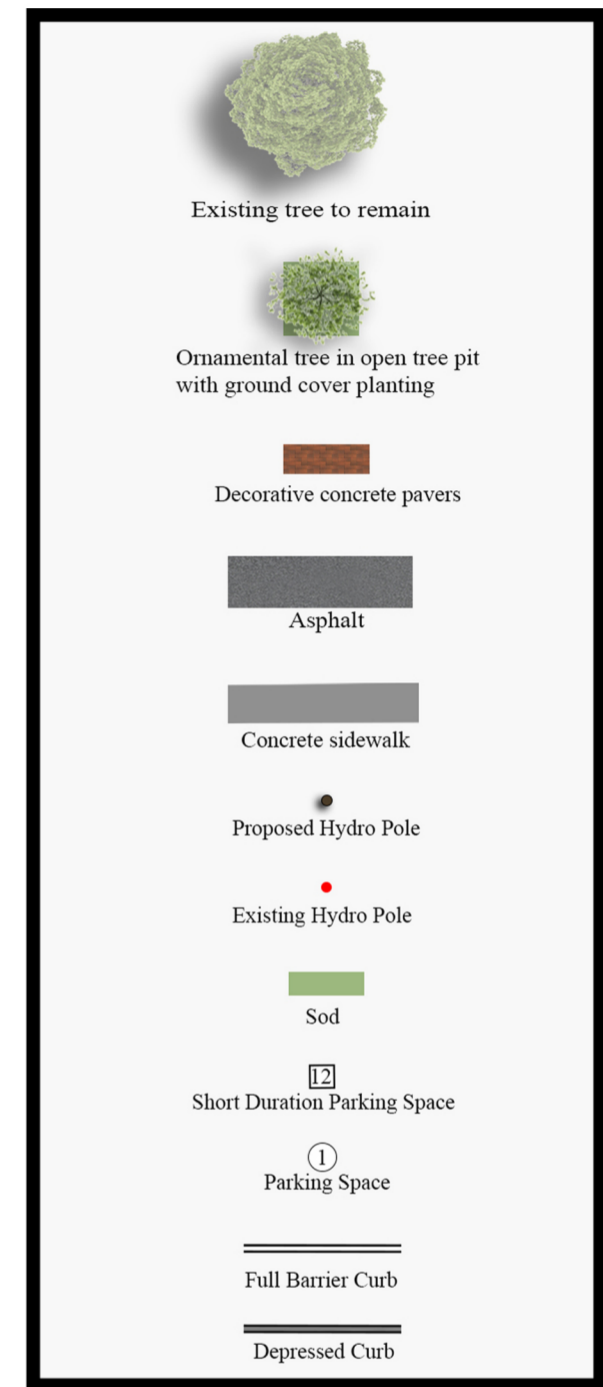 Existing tree to remain
Ornamental tree in open tree pit
with ground cover planting
Decorative concrete pavers
Asphalt
Concrete sidewalk
Proposed Hydro Pole
Existing Hydro Pole
Sod
12
Short Duration Parking Space
1
Parking Space
Full Barrier Curb
Depressed Curb